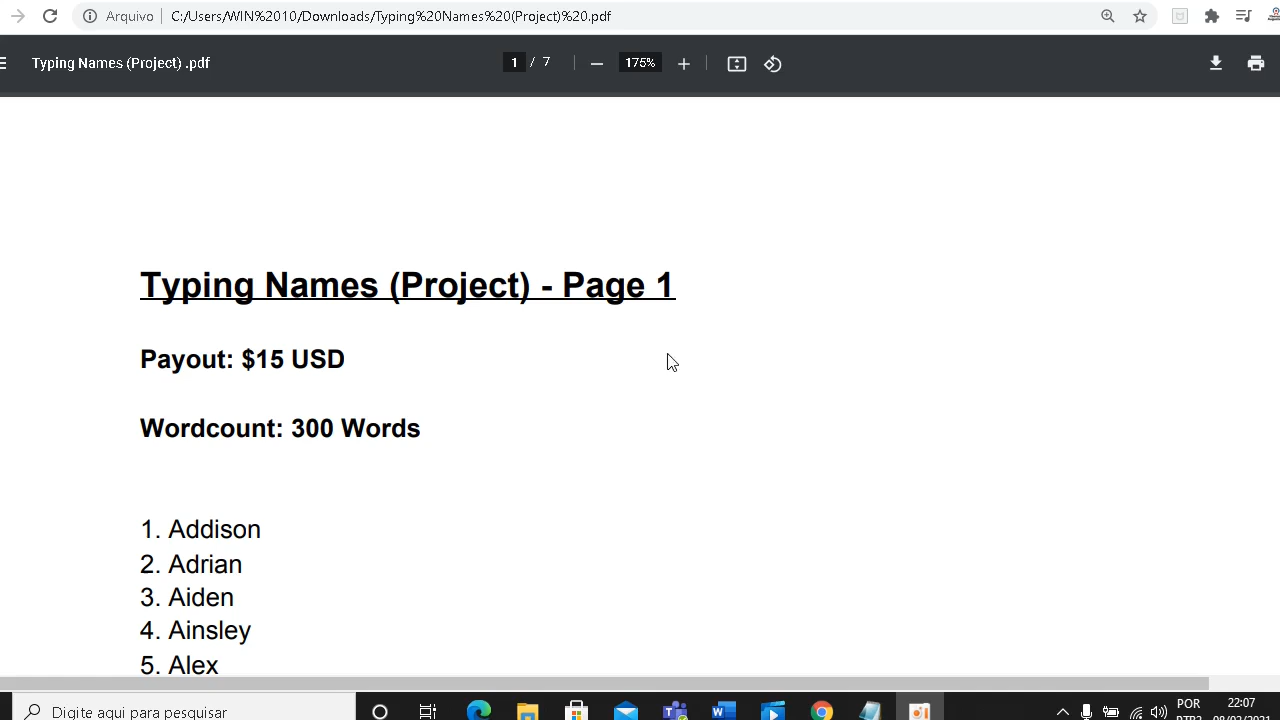 Arquivo C:/Users/WIN%2010/Downloads/Typing%20Names%20(Project)%20.pdf
Typing Names (Project) .pdf 1 / 7 175%
Typing Names (Project) - Page 1
Payout: $15 USD
Wordcount: 300 Words
1. Addison
2. Adrian
3. Aiden
4. Ainsley
5. Alex
Digite aqui para pesquisar POR 22:07
PTB2